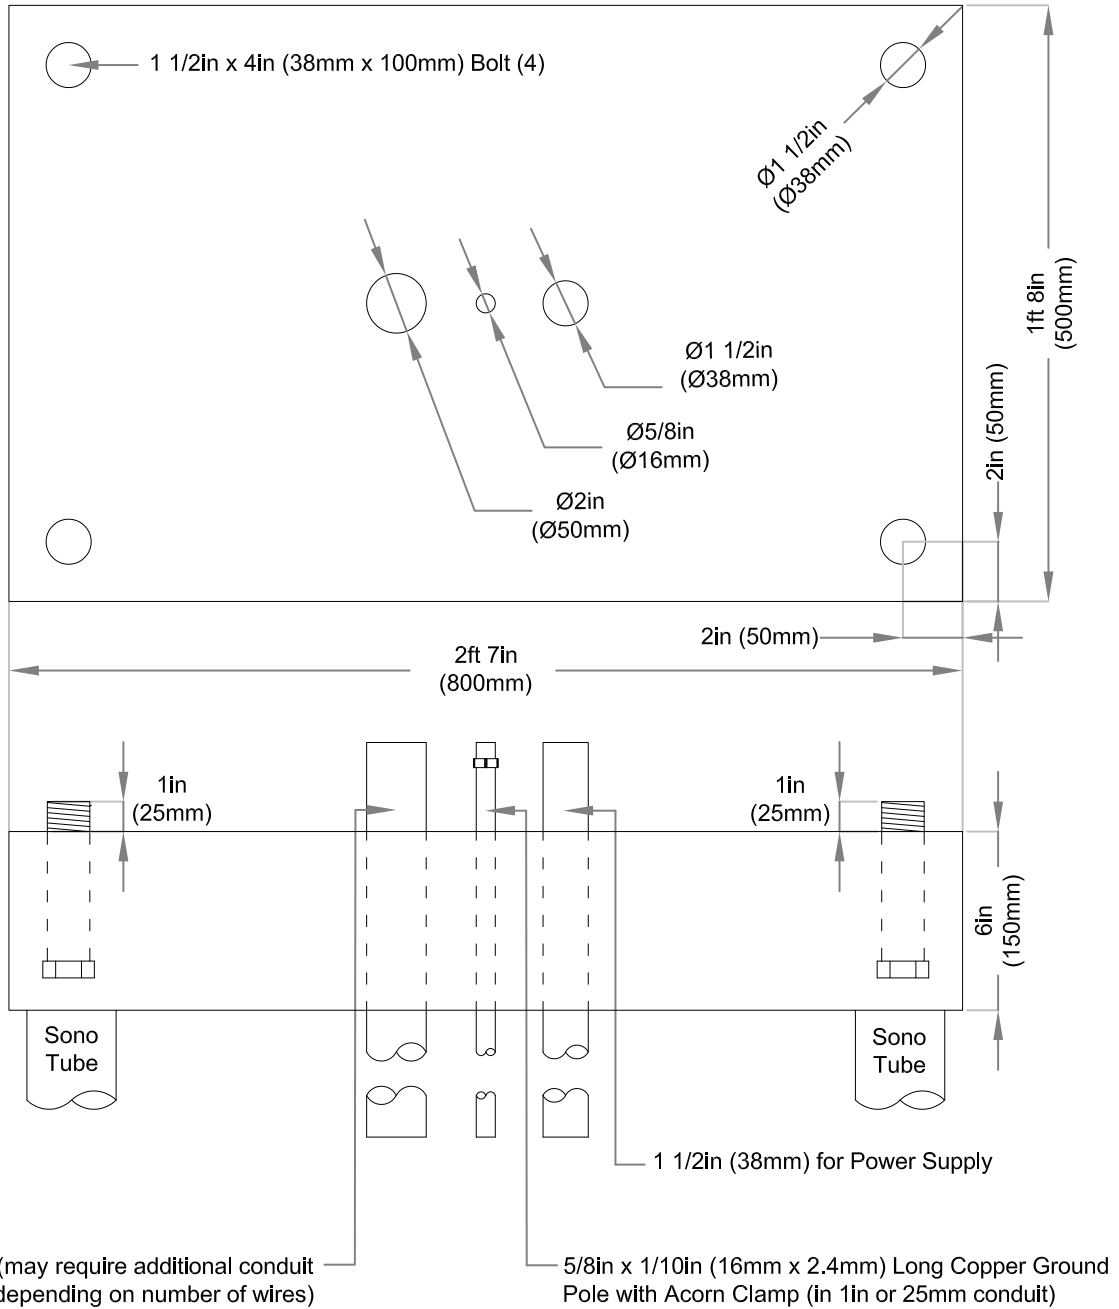 1 1/2in x 4in (38mm x 100mm) Bolt (4)
Ø1 1/2in
(Ø38mm)
1ft 8in
(500mm)
Ø1 1/2in
(Ø38mm)
Ø5/8in
(Ø16mm)
Ø2in
(Ø50mm)
2in (50mm)
2in (50mm)
2ft 7in
(800mm)
1in
(25mm)
1in
(25mm)
6in
(150mm)
Sono
Tube
Sono
Tube
1 1/2in (38mm) for Power Supply
(may require additional conduit
depending on number of wires)
5/8in x 1/10in (16mm x 2.4mm) Long Copper Ground
Pole with Acorn Clamp (in 1in or 25mm conduit)